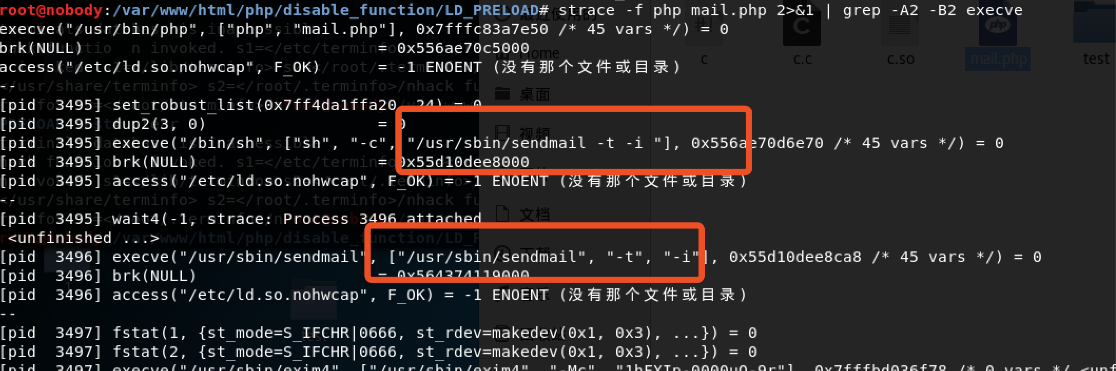 root@nobody:/var/www/html/php/disable_function/LD_PRELOAD# strace -f php mail.php 2>&1 | grep -A2 -B2 execve
execve("/usr/bin/php", ["php", "mail.php"], 0x7fffc83a7e50 /* 45 vars */) = 0
brk(NULL) = 0x556ae70c5000
access("/etc/ld.so.nohwcap", F_OK) = -1 ENOENT (没有那个文件或目录)
--
[pid 3495] set_robust_list(0x7ff4da1ffa20, 24) = 0
[pid 3495] dup2(3, 0) = 0
[pid 3495] execve("/bin/sh", ["sh", "-c", "/usr/sbin/sendmail -t -i "], 0x556ae70d6e70 /* 45 vars */) = 0
[pid 3495] brk(NULL) = 0x55d10dee8000
[pid 3495] access("/etc/ld.so.nohwcap", F_OK) = -1 ENOENT (没有那个文件或目录)
--
[pid 3495] wait4(-1, strace: Process 3496 attached
<unfinished ...>
[pid 3496] execve("/usr/sbin/sendmail", ["/usr/sbin/sendmail", "-t", "-i"], 0x55d10dee8ca8 /* 45 vars */) = 0
[pid 3496] brk(NULL) = 0x564374119000
[pid 3496] access("/etc/ld.so.nohwcap", F_OK) = -1 ENOENT (没有那个文件或目录)
--
[pid 3497] fstat(1, {st_mode=S_IFCHR|0666, st_rdev=makedev(0x1, 0x3), ...}) = 0
[pid 3497] fstat(2, {st_mode=S_IFCHR|0666, st_rdev=makedev(0x1, 0x3), ...}) = 0
[pid 3497] execve("/usr/sbin/exim4", ["/usr/sbin/exim4", "-Mc",
c
c.c
c.so
mail.php
test
桌面
视频
文档